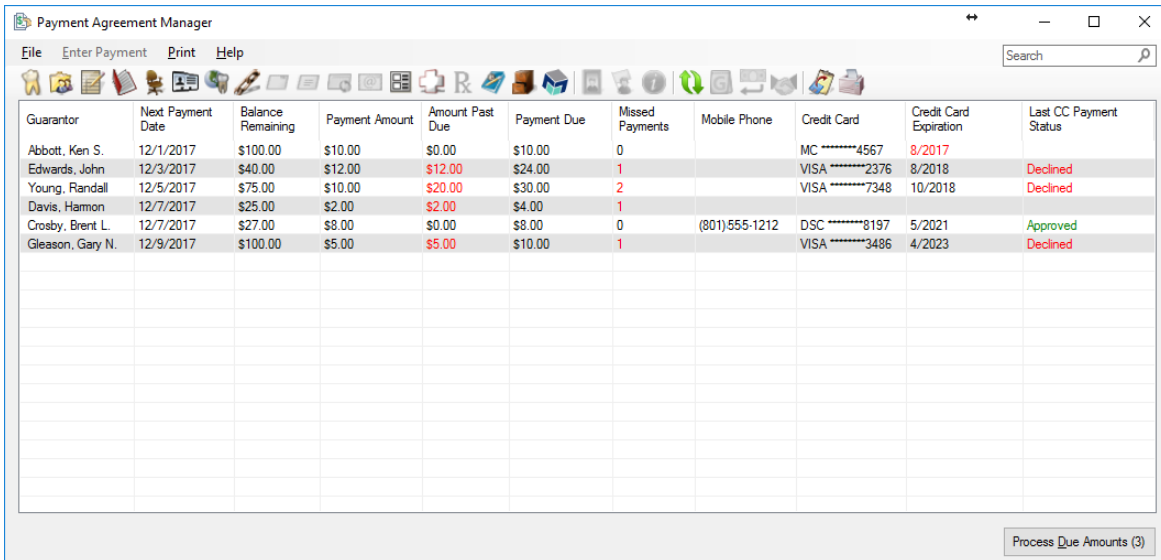 Payment Agreement Manager
File Enter Payment Print Help
Search
Guarantor Next Payment Date Balance Remaining Payment Amount Amount Past Due Payment Due Missed Payments Mobile Phone Credit Card Credit Card Expiration Last CC Payment Status
Abbott, Ken S. 12/1/2017 $100.00 $10.00 $0.00 $10.00 0 MC ********4567 8/2017
Edwards, John 12/3/2017 $40.00 $12.00 $12.00 $24.00 1 VISA ********2376 8/2018 Declined
Young, Randall 12/5/2017 $75.00 $10.00 $20.00 $30.00 2 VISA ********7348 10/2018 Declined
Davis, Harmon 12/7/2017 $25.00 $2.00 $2.00 $4.00 1
Crosby, Brent L. 12/7/2017 $27.00 $8.00 $0.00 $8.00 0 (801)555-1212 DSC ********8197 5/2021 Approved
Gleason, Gary N. 12/9/2017 $100.00 $5.00 $5.00 $10.00 1 VISA ********3486 4/2023 Declined
Process Due Amounts (3)